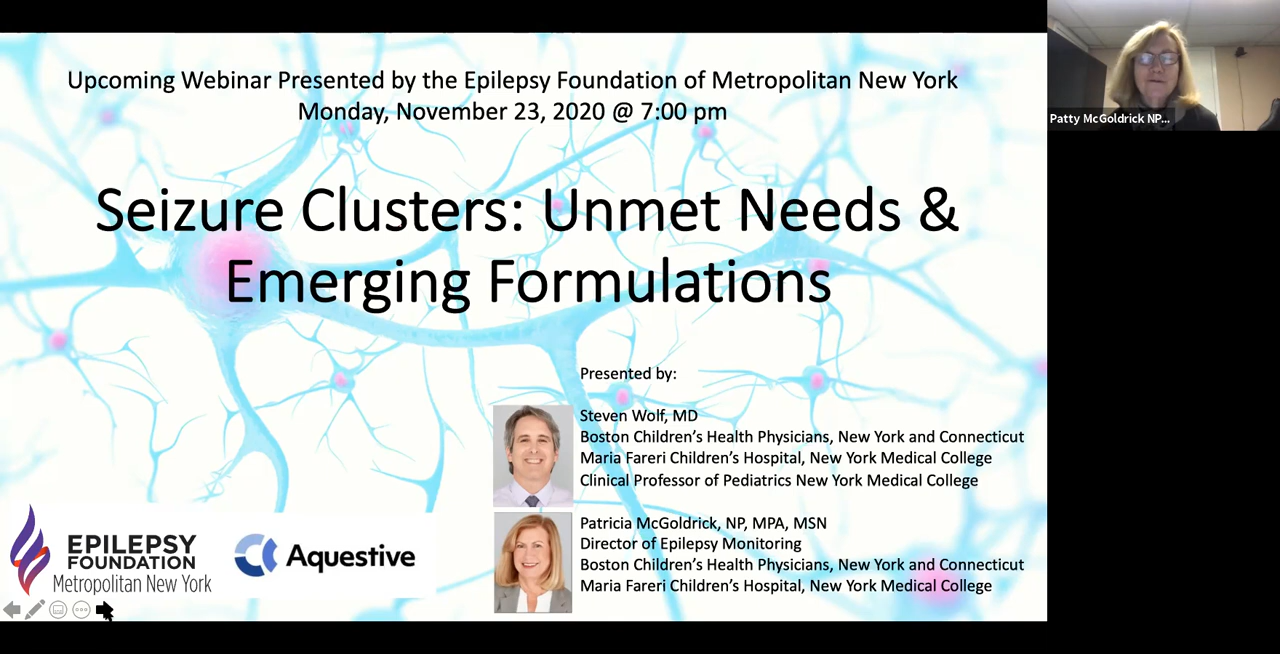 Upcoming Webinar Presented by the Epilepsy Foundation of Metropolitan New York
Monday, November 23, 2020 @ 7:00 pm
Seizure Clusters: Unmet Needs &
Emerging Formulations
Presented by:
Steven Wolf, MD
Boston Children's Health Physicians, New York and Connecticut
Maria Fareri Children's Hospital, New York Medical College
Clinical Professor of Pediatrics New York Medical College
Patricia McGoldrick, NP, MPA, MSN
Director of Epilepsy Monitoring
Boston Children's Health Physicians, New York and Connecticut
Maria Fareri Children's Hospital, New York Medical College
EPILEPSY
FOUNDATION
Metropolitan New York
Aquestive
Patty McGoldrick NP...